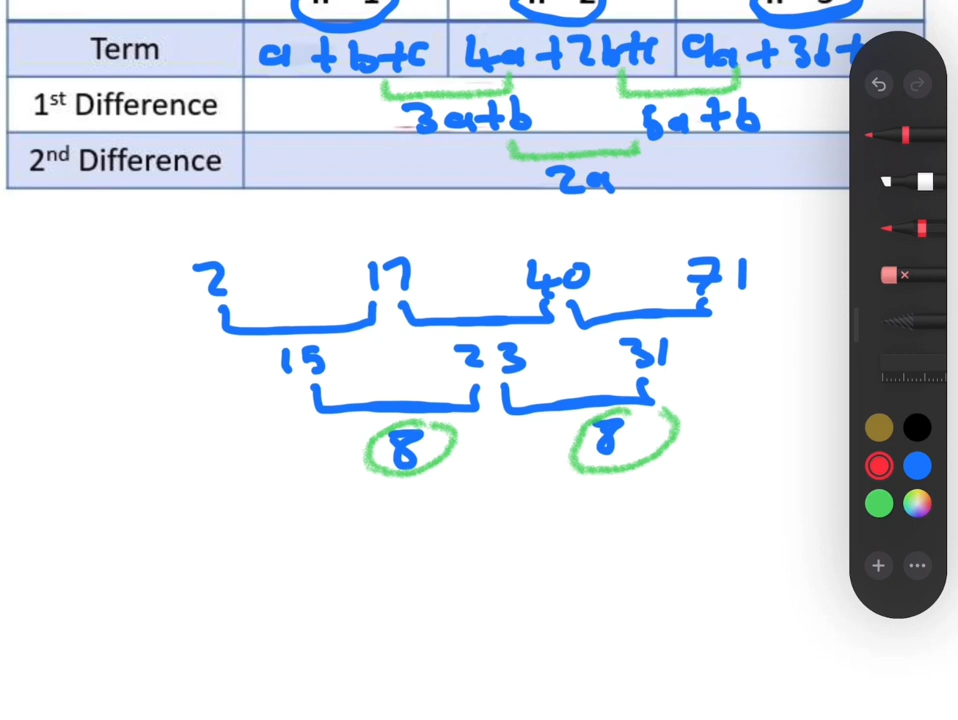 Term a + b + c 4a + 2b + c 9a + 3b +
1st Difference 3a + b 5a + b
2nd Difference 2a
2 17 40 71
15 23 31
8 8